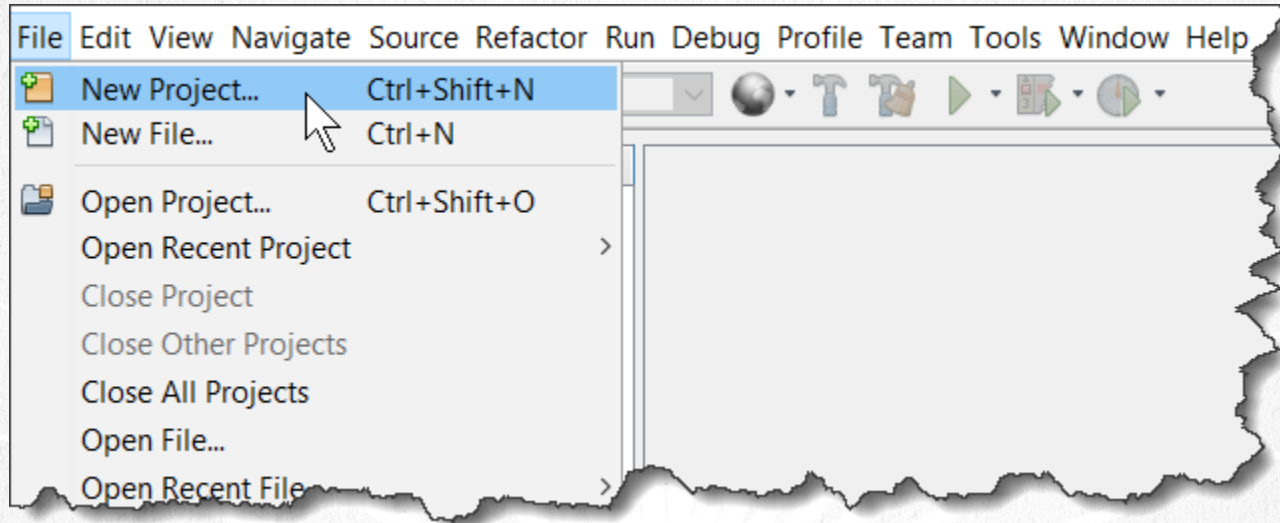 File Edit View Navigate Source Refactor Run Debug Profile Team Tools Window Help
New Project... Ctrl+Shift+N
New File... Ctrl+N
Open Project... Ctrl+Shift+O
Open Recent Project
Close Project
Close Other Projects
Close All Projects
Open File...
Open Recent File